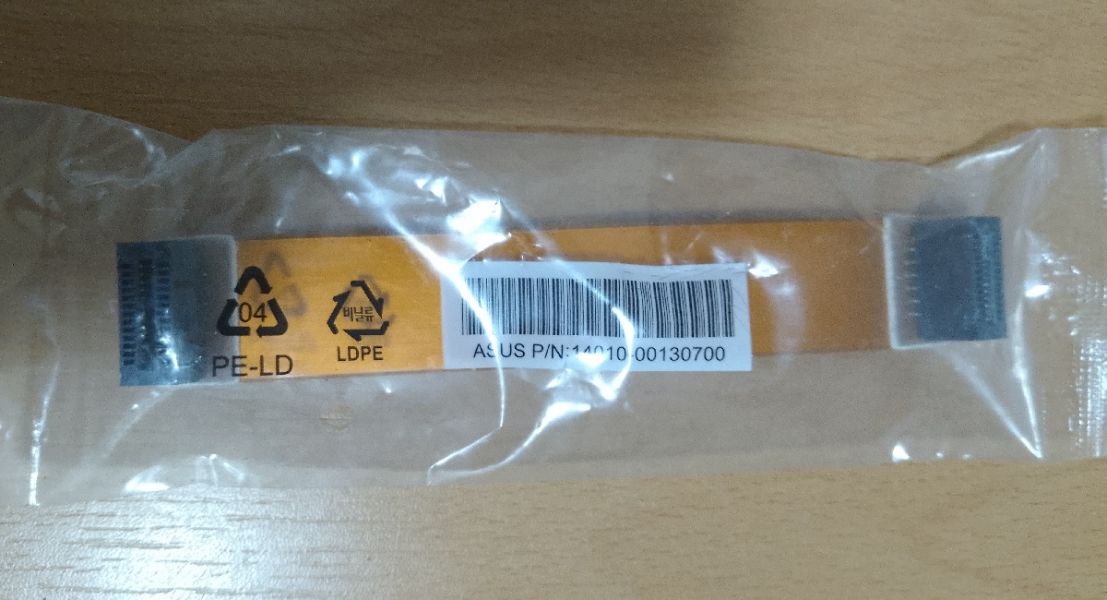 04
PE-LD
비닐류
LDPE
ASUS P/N:14010-00130700